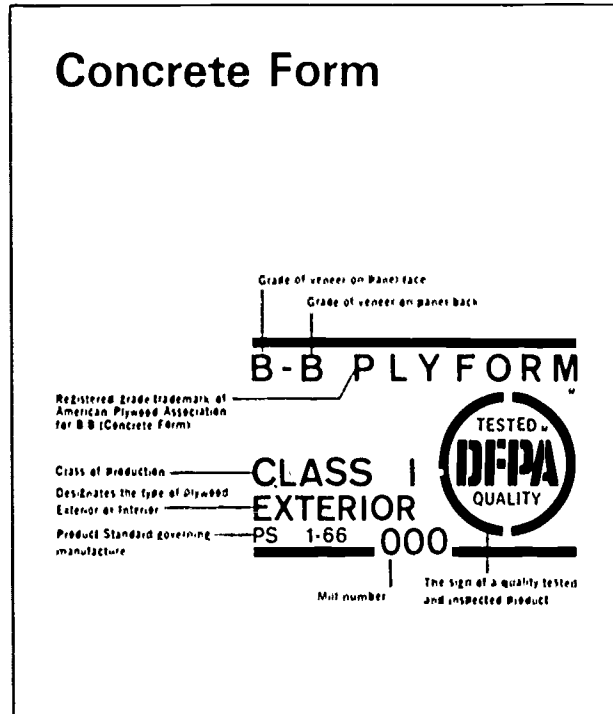 Concrete Form
Grade of veneer on panel face
Grade of veneer on panel back
B-B PLYFORM
Registered grade trademark of
American Plywood Association
for B-B (Concrete Form)
TESTED
DFPA
QUALITY
Class of Production
CLASS I
Designates the type of Plywood
Exterior or Interior
EXTERIOR
Product Standard governing
manufacture
PS 1-66
000
Mill number
The sign of a quality tested
and inspected product